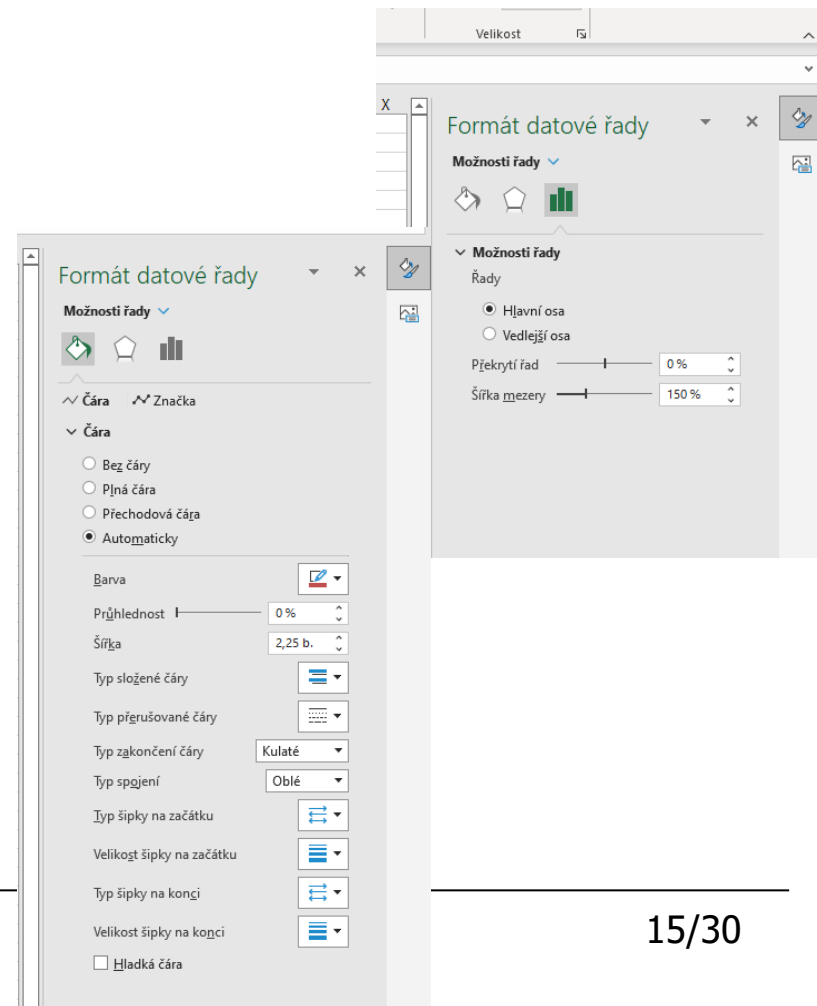 Velikost
X
Formát datové řady
Možnosti řady
Možnosti řady
Řady
Hlavní osa
Vedlejší osa
Překrytí řad 0 %
Šířka mezery 150 %
Formát datové řady
Možnosti řady
Čára Značka
Čára
Bez čáry
Plná čára
Přechodová čára
Automaticky
Barva
Průhlednost 0 %
Šířka 2,25 b.
Typ složené čáry
Typ přerušované čáry
Typ zakončení čáry Kulaté
Typ spojení Oblé
Typ šipky na začátku
Velikost šipky na začátku
Typ šipky na konci
Velikost šipky na konci
Hladká čára
15/30